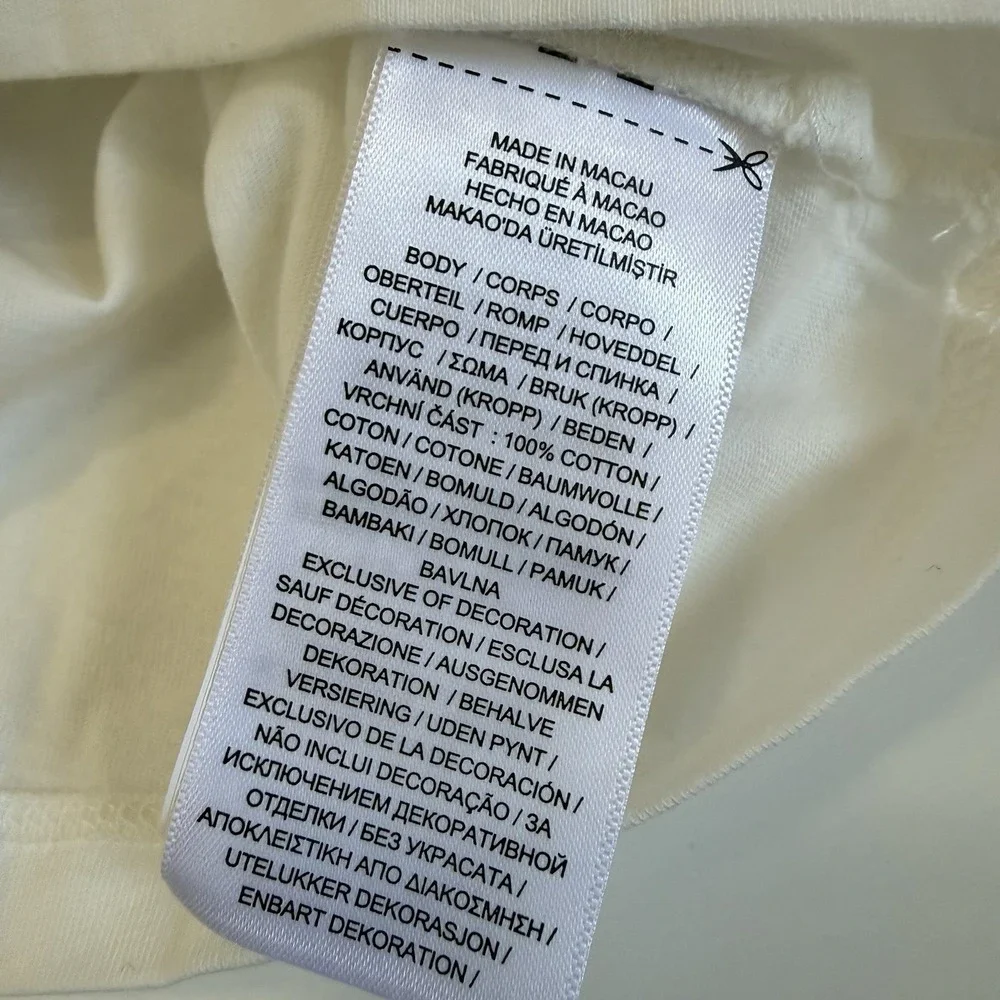 MADE IN MACAU
FABRIQUÉ À MACAO
HECHO EN MACAO
MAKAO'DA ÜRETİLMİŞTİR
BODY / CORPS / CORPO /
OBERTEIL / ROMP / HOVEDDEL /
CUERPO / ПЕРЕД И СПИНКА /
КОРПУС / ΣΩΜΑ / BRUK (KROPP) /
ANVÄND (KROPP) / BEDEN /
VRCHNÍ ČÁST : 100% COTTON /
COTON / COTONE / BAUMWOLLE /
KATOEN / BOMULD / ALGODÓN /
ALGODÃO / ХЛОПОК / ПАМУК /
ΒΑΜΒΑΚΙ / BOMULL / PAMUK /
BAVLNA
EXCLUSIVE OF DECORATION /
SAUF DÉCORATION / ESCLUSA LA
DECORAZIONE / AUSGENOMMEN
DEKORATION / BEHALVE
VERSIERING / UDEN PYNT /
EXCLUSIVO DE LA DECORACIÓN /
NÃO INCLUI DECORAÇÃO / ЗА
ИСКЛЮЧЕНИЕМ ДЕКОРАТИВНОЙ
ОТДЕЛКИ / БЕЗ УКРАСАТА /
ΑΠΟΚΛΕΙΣΤΙΚΗ ΑΠΟ ΔΙΑΚΟΣΜΗΣΗ /
UTELUKKER DEKORASJON /
ENBART DEKORATION /